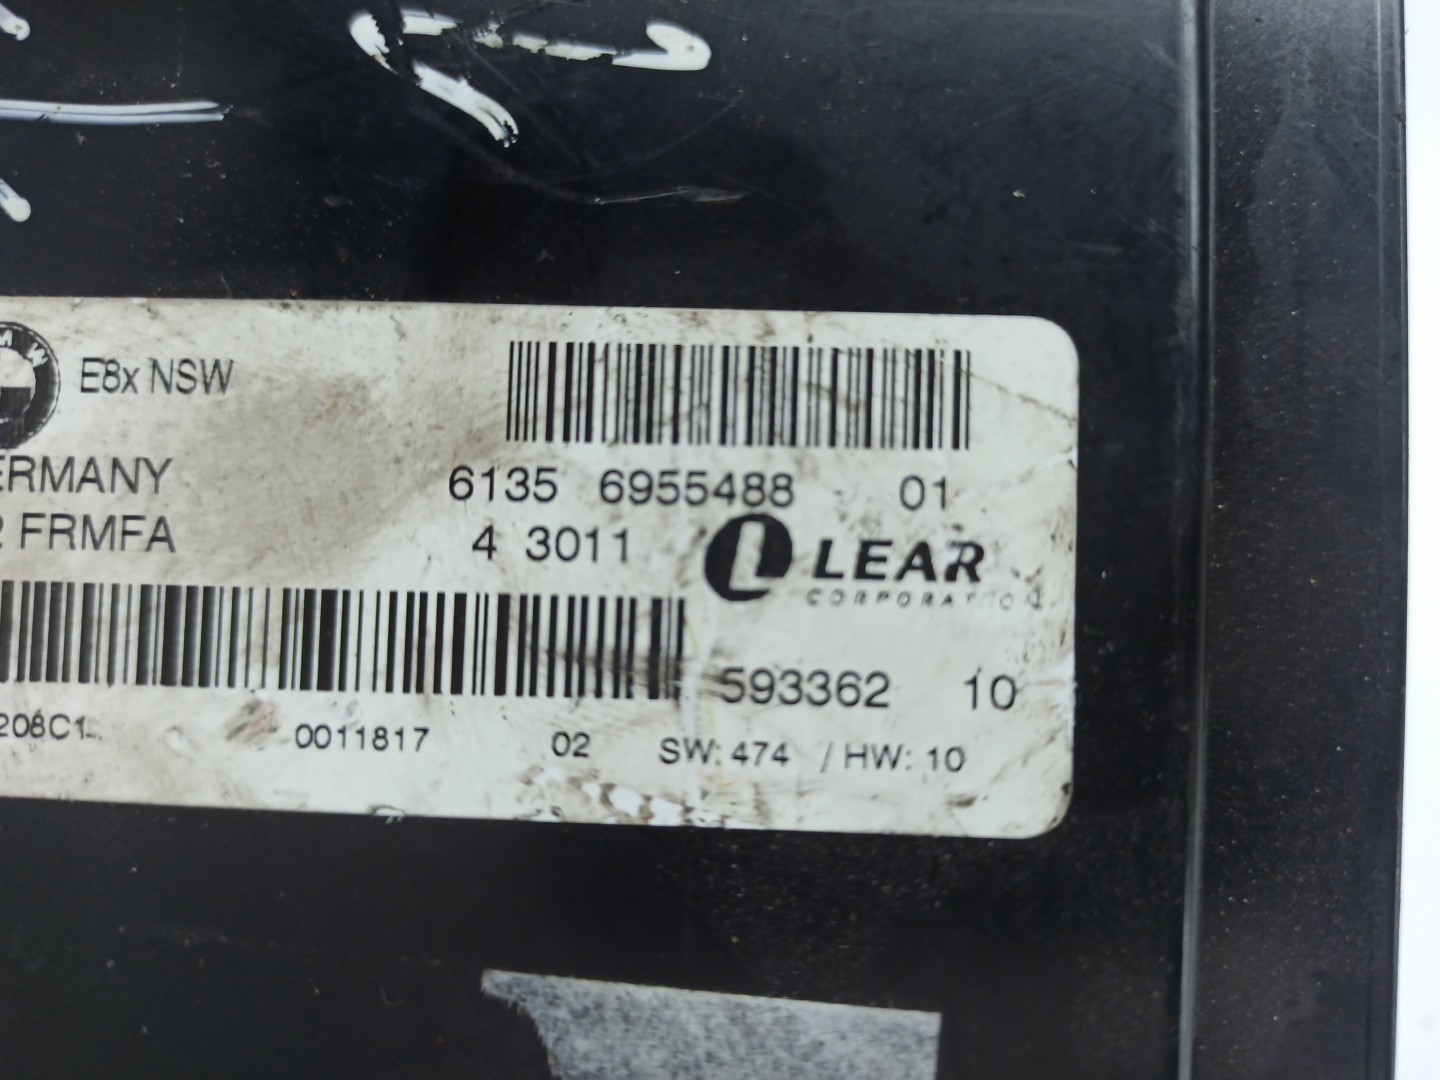 E8x NSW
ERMANY
6135 6955488 01
2 FRMFA
4 3011
LEAR
CORPORATION
593362 10
208C1
0011817 02 SW: 474 / HW: 10